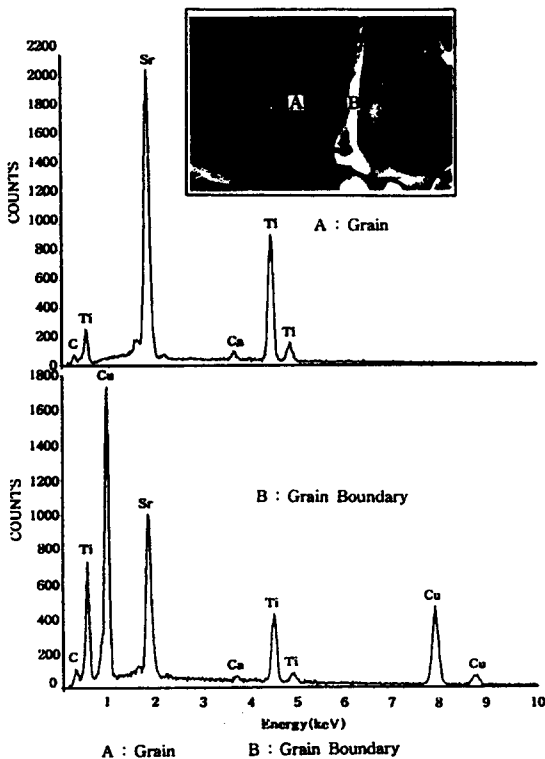 2200
2000
1800
1600
1400
1200
1000
800
600
400
200
0
COUNTS
Sr
A
B
A : Grain
Ti
C
Ti
Ca
Ti
1800
1600
1400
1200
1000
800
600
400
200
0
COUNTS
Cu
B : Grain Boundary
Sr
Ti
C
Ca
Ti
Ti
Cu
Cu
1 2 3 4 5 6 7 8 9 10
Energy(keV)
A : Grain B : Grain Boundary